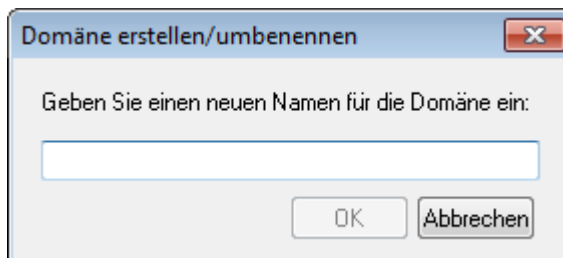 Domäne erstellen/umbenennen
Geben Sie einen neuen Namen für die Domäne ein:
OK
Abbrechen